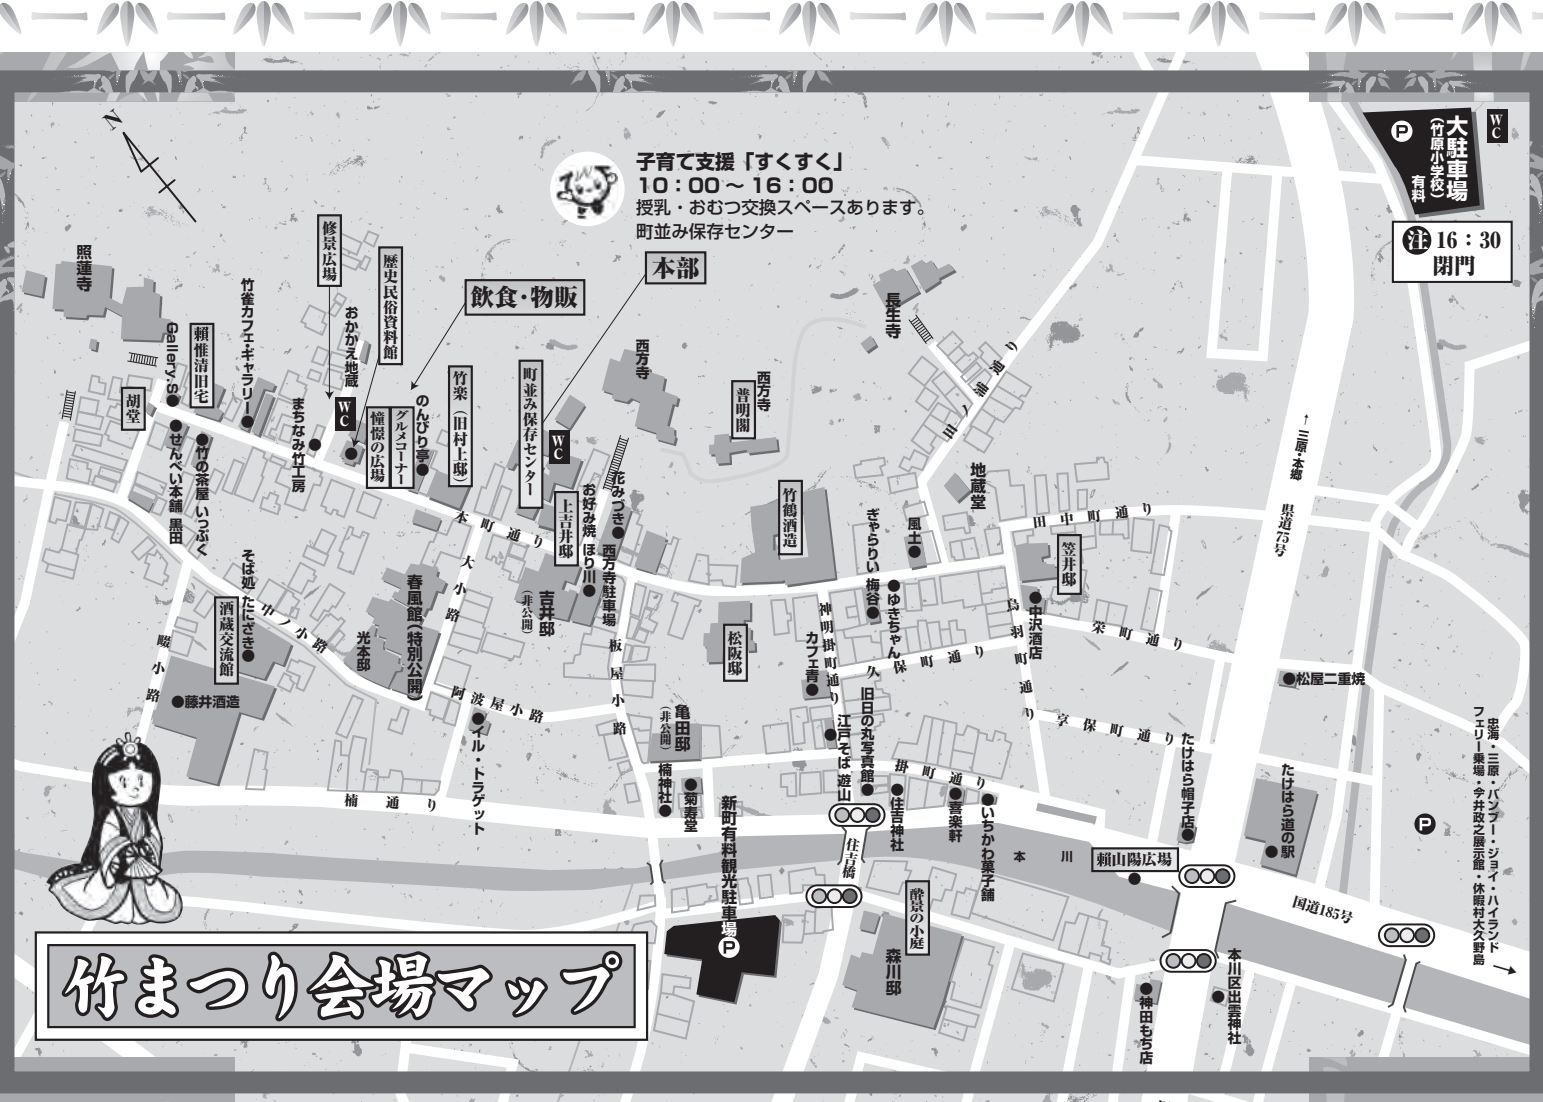 N
大駐車場
(竹原小学校)
有料
P
WC
注 16：30
閉門
子育て支援「すくすく」
10：00～16：00
授乳・おむつ交換スペースあります。
町並み保存センター
本部
飲食・物販
修景広場
歴史民俗資料館
照蓮寺
竹雀カフェ・ギャラリー
おかかえ地蔵
Gallery.S
頼惟清旧宅
胡堂
まちなみ竹工房
WC
憧憬の広場
グルメコーナー
のんびり亭
竹楽（旧村上邸）
町並み保存センター
WC
西方寺
普明閣
西方寺
長生寺
田ノ浦通り
地蔵堂
せんべい本舗 黒田
竹の茶屋 いっぷく
本町通り
上吉井邸
お好み焼 ほり川
花みづき
西方寺駐車場
竹鶴酒造
ぎゃらりい 梅谷
風土
ゆきちゃん
田中町通り
笠井邸
中沢酒店
鳥羽町通り
栄町通り
↑三原・本郷
県道75号
そば処 たにざき
酒蔵交流館
中ノ小路
大小路
春風館（特別公開）
光本邸
吉井邸
（非公開）
板屋小路
松阪邸
神明掛町通り
カフェ青
久保町通り
畷小路
藤井酒造
阿波屋小路
イル・トラゲット
亀田邸
（非公開）
楠神社
菊寿堂
新町有料観光駐車場
P
江戸そば 遊山
旧日の丸写真館
掛町通り
住吉神社
喜楽軒
いちかわ菓子舗
享保町通り
たけはら帽子店
松屋二重焼
たけはら道の駅
P
忠海・三原・バンブー・ジョイ・ハイランド
フェリー乗場・今井政之展示館・休暇村大久野島
楠通り
住吉橋
本川
頼山陽広場
国道185号
酔景の小庭
森川邸
神田もち店
本川区出雲神社
竹まつり会場マップ